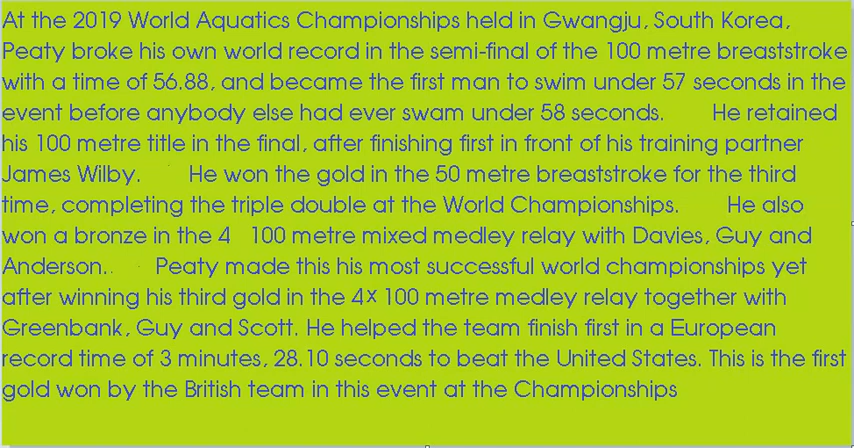 At the 2019 World Aquatics Championships held in Gwangju, South Korea,
Peaty broke his own world record in the semi-final of the 100 metre breaststroke
with a time of 56.88, and became the first man to swim under 57 seconds in the
event before anybody else had ever swam under 58 seconds. He retained
his 100 metre title in the final, after finishing first in front of his training partner
James Wilby. He won the gold in the 50 metre breaststroke for the third
time, completing the triple double at the World Championships. He also
won a bronze in the 4 100 metre mixed medley relay with Davies, Guy and
Anderson.. Peaty made this his most successful world championships yet
after winning his third gold in the 4× 100 metre medley relay together with
Greenbank, Guy and Scott. He helped the team finish first in a European
record time of 3 minutes, 28.10 seconds to beat the United States. This is the first
gold won by the British team in this event at the Championships